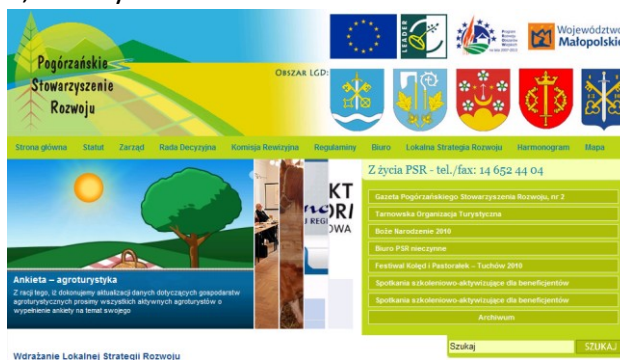 Pogórzańskie
Stowarzyszenie
Rozwoju
LEADER
Województwo
Małopolskie
OBSZAR LGD:
Strona główna Statut Zarząd Rada Decyzyjna Komisja Rewizyjna Regulaminy Biuro Lokalna Strategia Rozwoju Harmonogram Mapa
Z życia PSR - tel./fax: 14 652 44 04
Gazeta Pogórzańskiego Stowarzyszenia Rozwoju, nr 2
Tarnowska Organizacja Turystyczna
Boże Narodzenie 2010
Biuro PSR nieczynne
Festiwal Kolęd i Pastorałek – Tuchów 2010
Spotkania szkoleniowo-aktywizujące dla beneficjentów
Spotkania szkoleniowo-aktywizujące dla beneficjentów
Archiwum
Ankieta – agroturystyka
Z racji tego, iż dokonujemy aktualizacji danych dotyczących gospodarstw
agroturystycznych prosimy wszystkich aktywnych agroturystów o
wypełnienie ankiety na temat swojego
Szukaj SZUKAJ
Wdrażanie Lokalnej Strategii Rozwoju